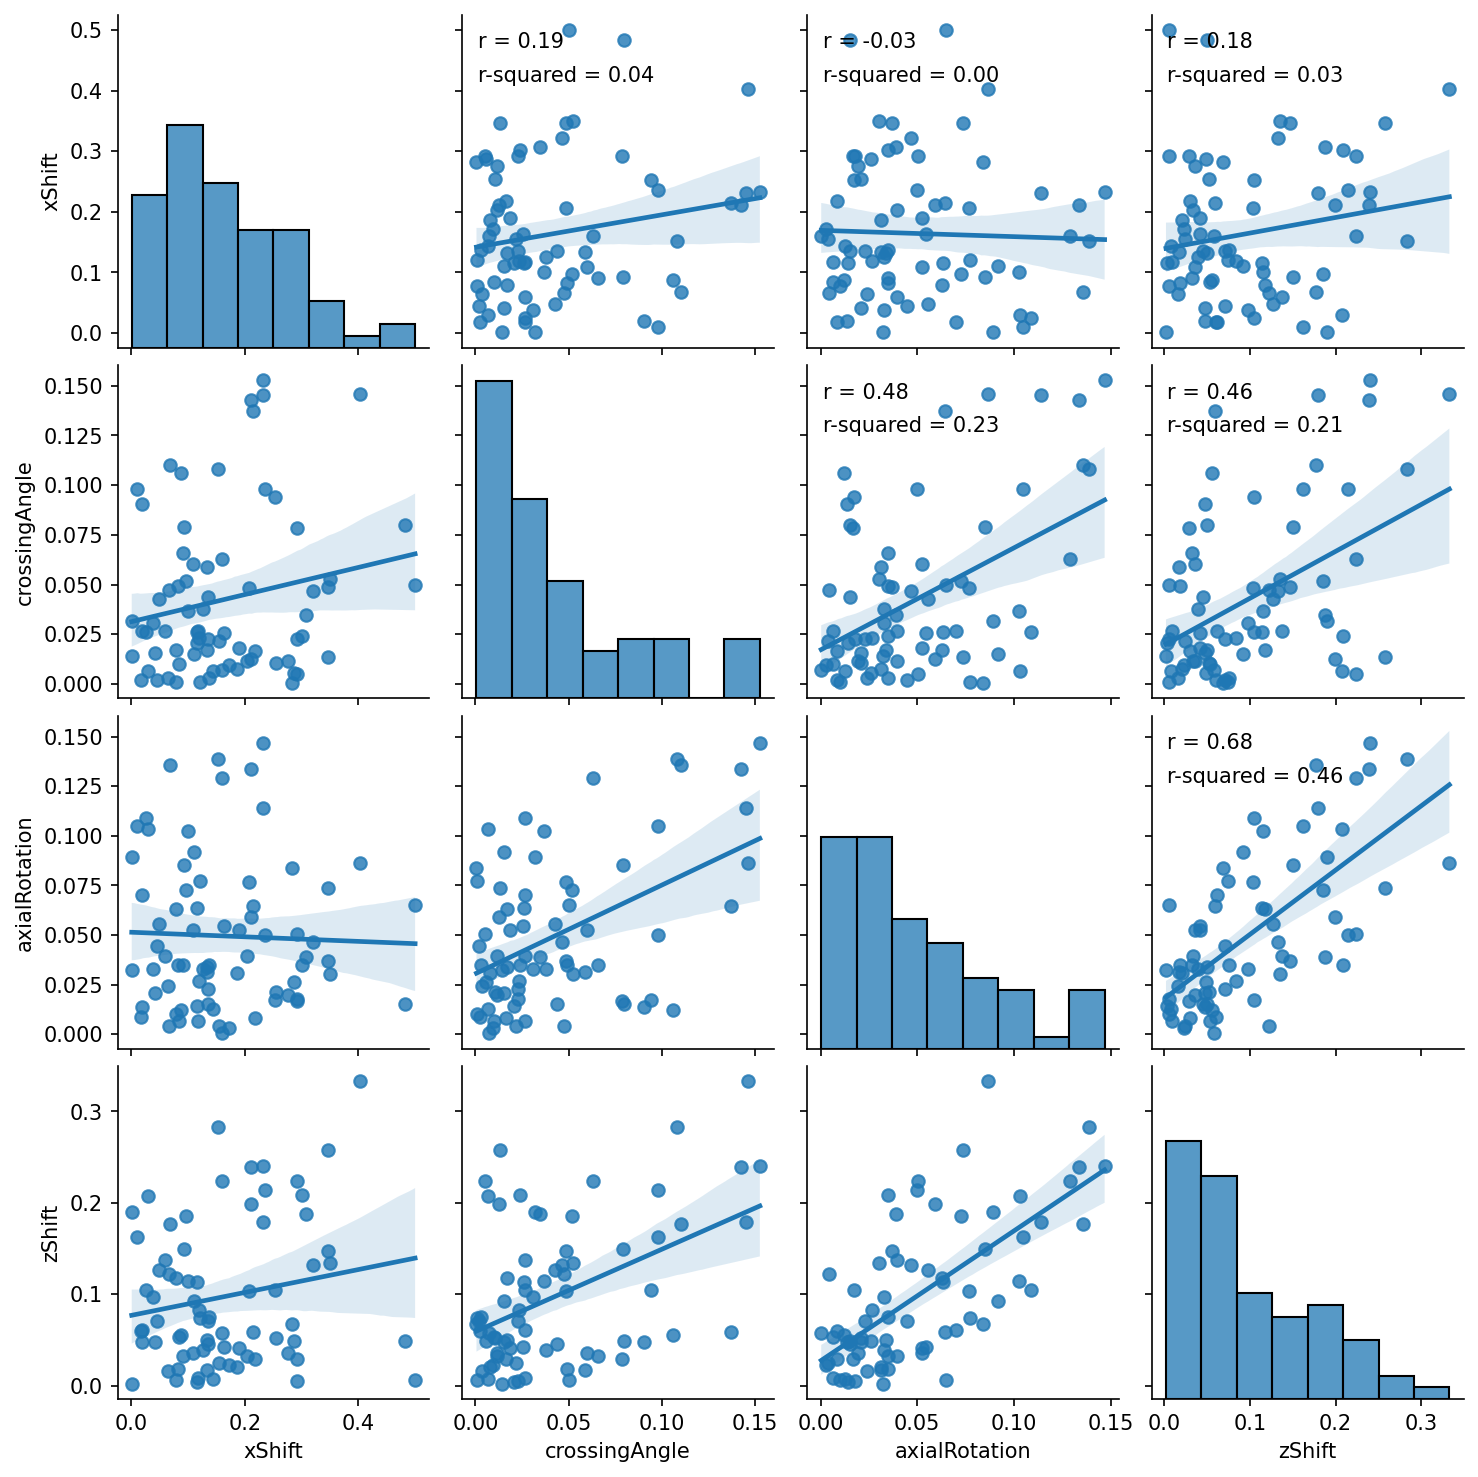 0.5
0.4
0.3
0.2
0.1
0.0
xShift
r = 0.19
r-squared = 0.04
r = -0.03
r-squared = 0.00
r = 0.18
r-squared = 0.03
0.150
0.125
0.100
0.075
0.050
0.025
0.000
crossingAngle
r = 0.48
r-squared = 0.23
r = 0.46
r-squared = 0.21
0.150
0.125
0.100
0.075
0.050
0.025
0.000
axialRotation
r = 0.68
r-squared = 0.46
0.3
0.2
0.1
0.0
zShift
0.0 0.2 0.4
0.00 0.05 0.10 0.15
0.00 0.05 0.10 0.15
0.0 0.1 0.2 0.3
xShift
crossingAngle
axialRotation
zShift